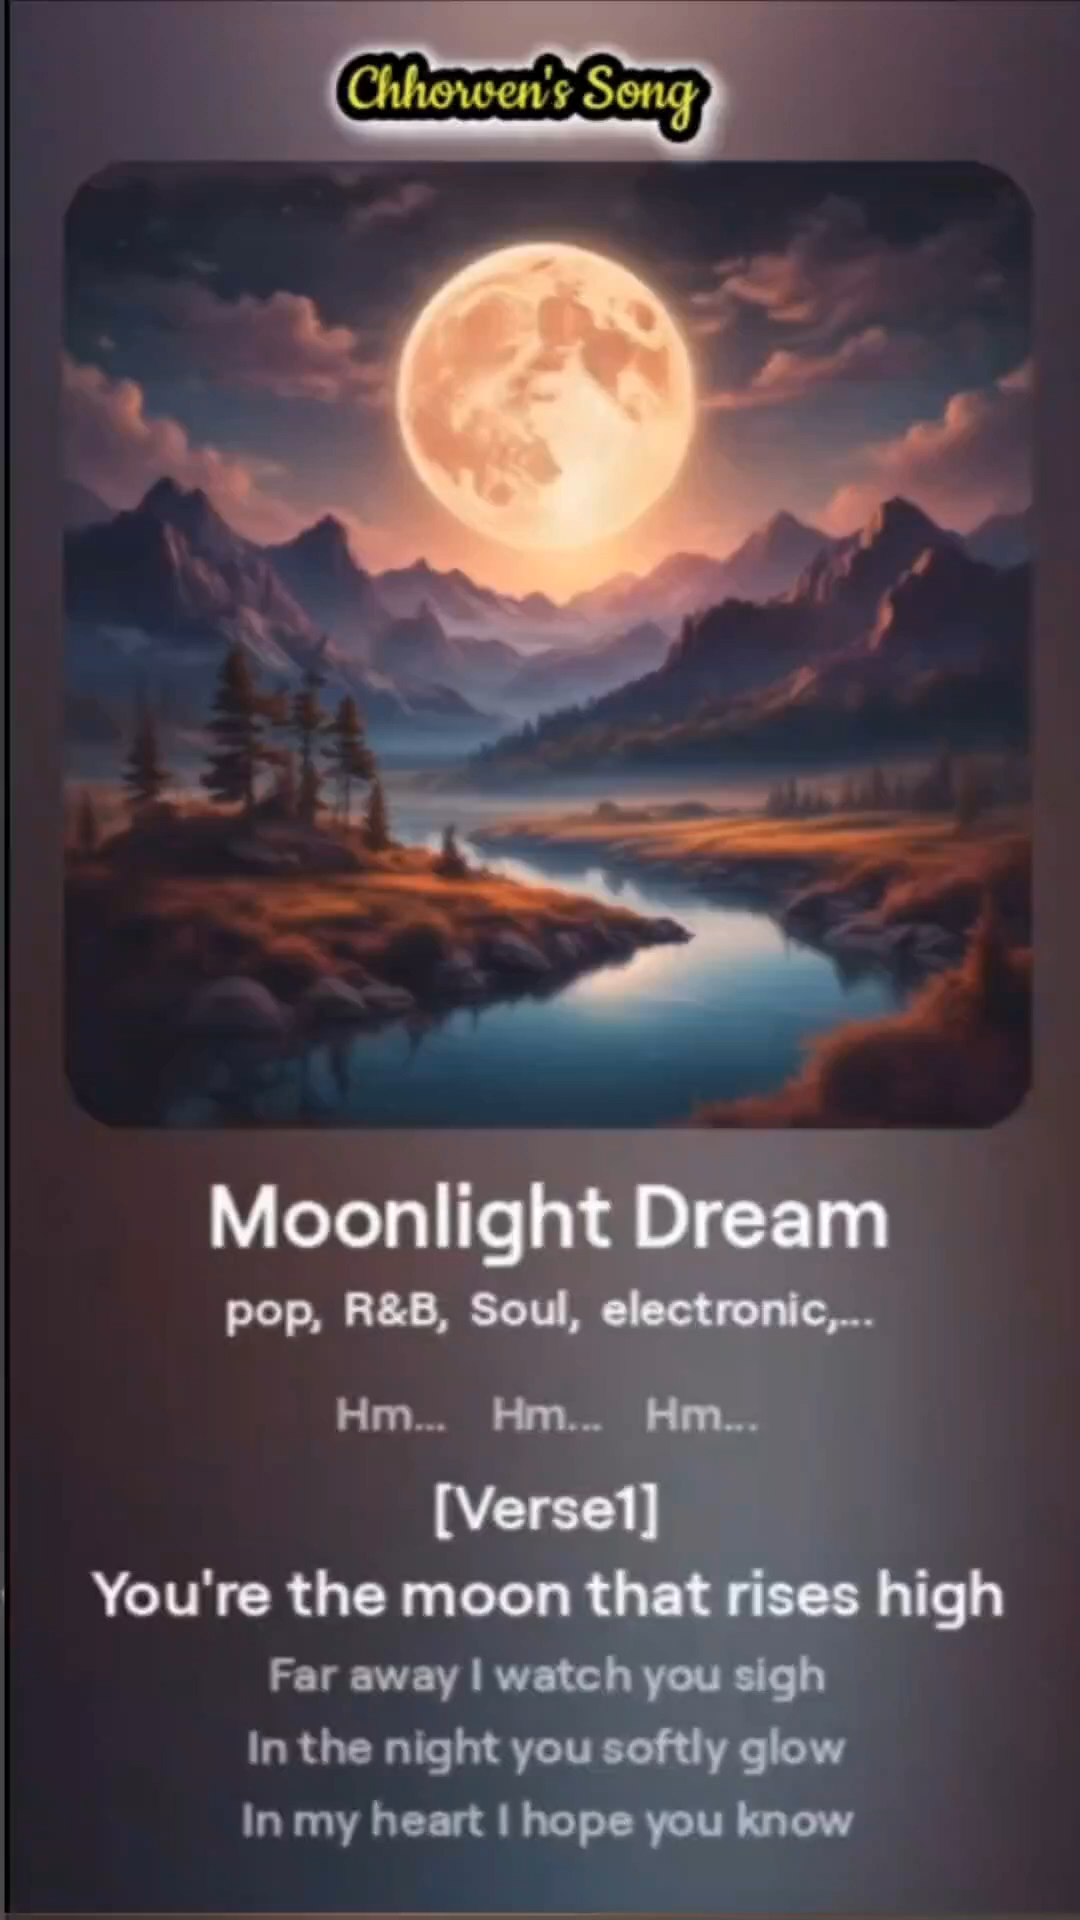 Chhorven's Song
Moonlight Dream
pop, R&B, Soul, electronic,...
Hm... Hm... Hm...
[Verse1]
You're the moon that rises high
Far away I watch you sigh
In the night you softly glow
In my heart I hope you know